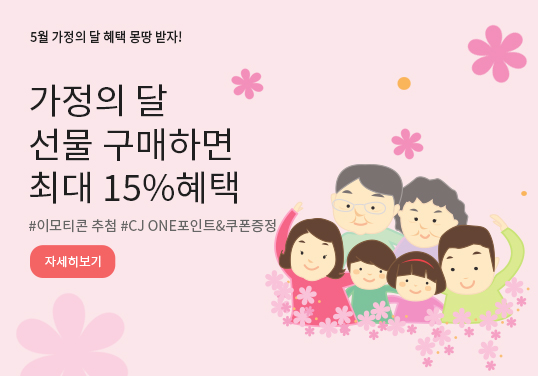 5월 가정의 달 혜택 몽땅 받자!
가정의 달
선물 구매하면
최대 15%혜택
#이모티콘 추첨 #CJ ONE포인트&쿠폰증정
자세히보기